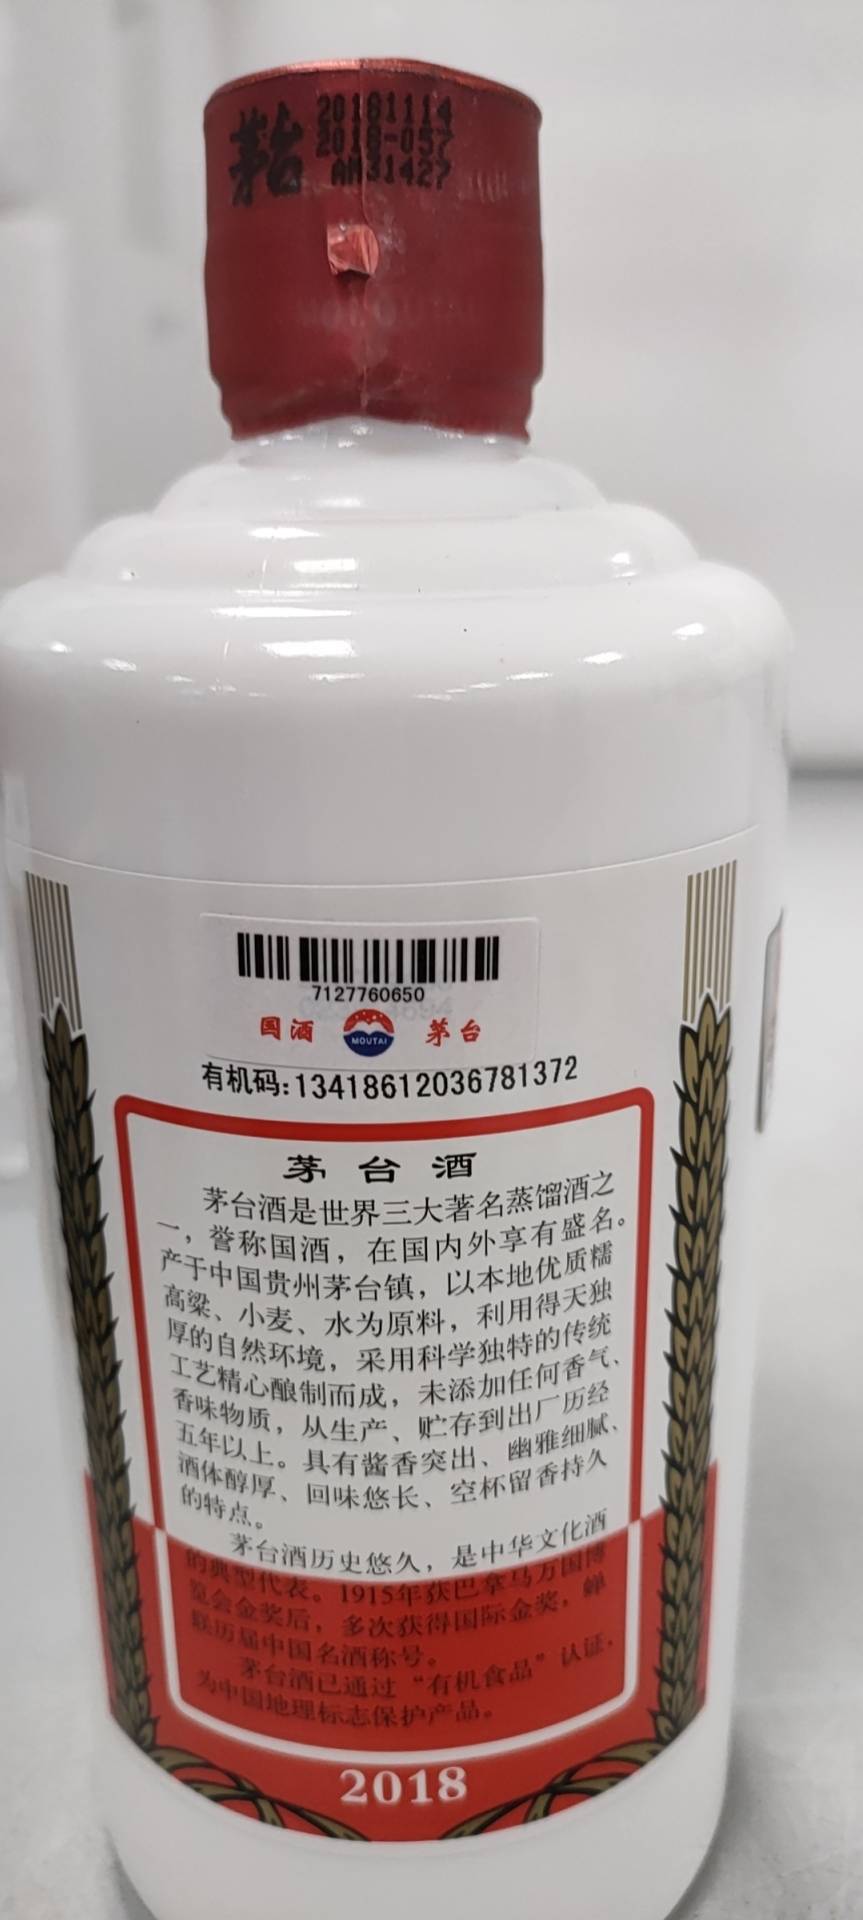 茅台
20181114
2018-057
AM31427
7127760650
国酒 MOUTAI 茅台
有机码:13418612036781372
茅台酒
茅台酒是世界三大著名蒸馏酒之
一，誉称国酒，在国内外享有盛名。
产于中国贵州茅台镇，以本地优质糯
高粱、小麦、水为原料，利用得天独
厚的自然环境，采用科学独特的传统
工艺精心酿制而成，未添加任何香气、
香味物质，从生产、贮存到出厂历经
五年以上。具有酱香突出、幽雅细腻、
酒体醇厚、回味悠长、空杯留香持久
的特点。
茅台酒历史悠久，是中华文化酒
的典型代表。1915年获巴拿马万国博
览会金奖后，多次获得国际金奖，蝉
联历届中国名酒称号。
茅台酒已通过“有机食品”认证，
为中国地理标志保护产品。
2018